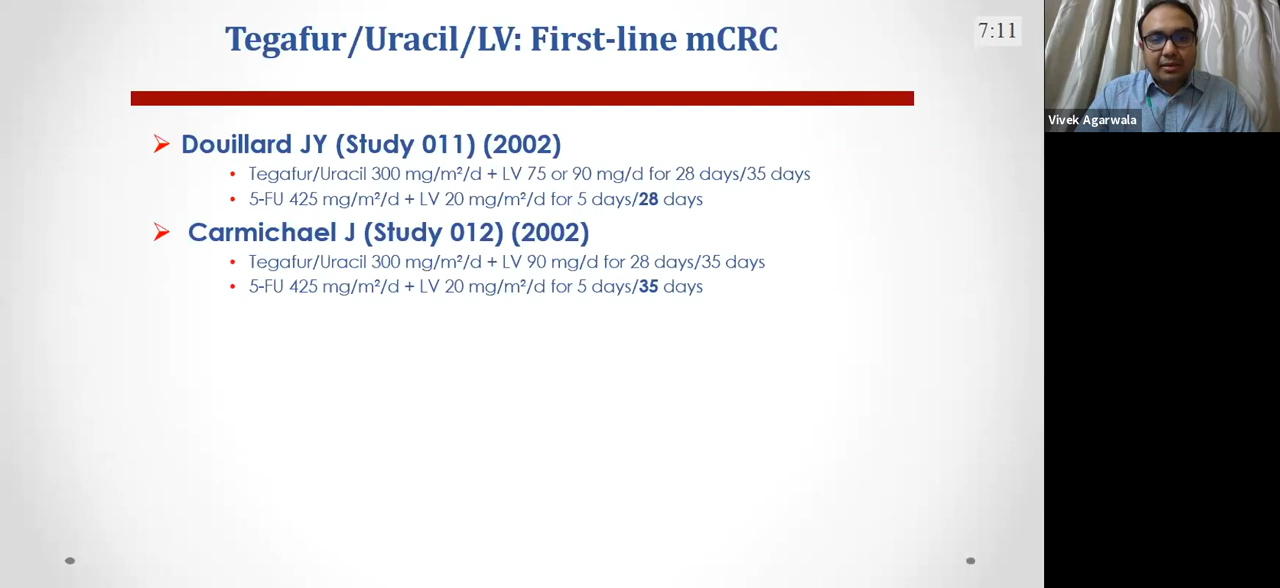 Tegafur/Uracil/LV: First-line mCRC
7:11
Vivek Agarwala
➢ Douillard JY (Study 011) (2002)
• Tegafur/Uracil 300 mg/m²/d + LV 75 or 90 mg/d for 28 days/35 days
• 5-FU 425 mg/m²/d + LV 20 mg/m²/d for 5 days/28 days
➢ Carmichael J (Study 012) (2002)
• Tegafur/Uracil 300 mg/m²/d + LV 90 mg/d for 28 days/35 days
• 5-FU 425 mg/m²/d + LV 20 mg/m²/d for 5 days/35 days